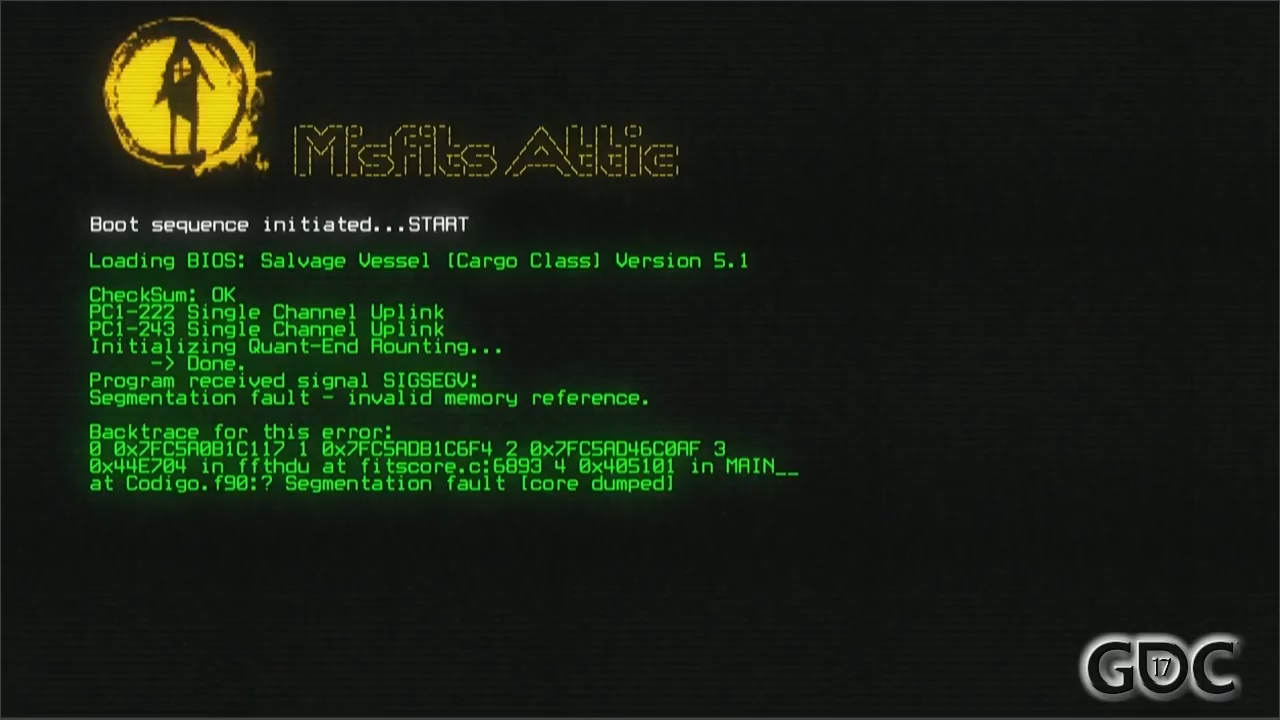 Misfits Attic
Boot sequence initiated...START
Loading BIOS: Salvage Vessel [Cargo Class] Version 5.1
CheckSum: OK
PC1-222 Single Channel Uplink
PC1-243 Single Channel Uplink
Initializing Quant-End Rounting...
-> Done.
Program received signal SIGSEGV:
Segmentation fault - invalid memory reference.
Backtrace for this error:
0 0x7FC5A0B1C117 1 0x7FC5ADB1C6F4 2 0x7FC5AD46C0AF 3
0x44E704 in ffthdu at fitscore.c:6893 4 0x405101 in MAIN__
at Codigo.f90:? Segmentation fault [core dumped]
GDC
17